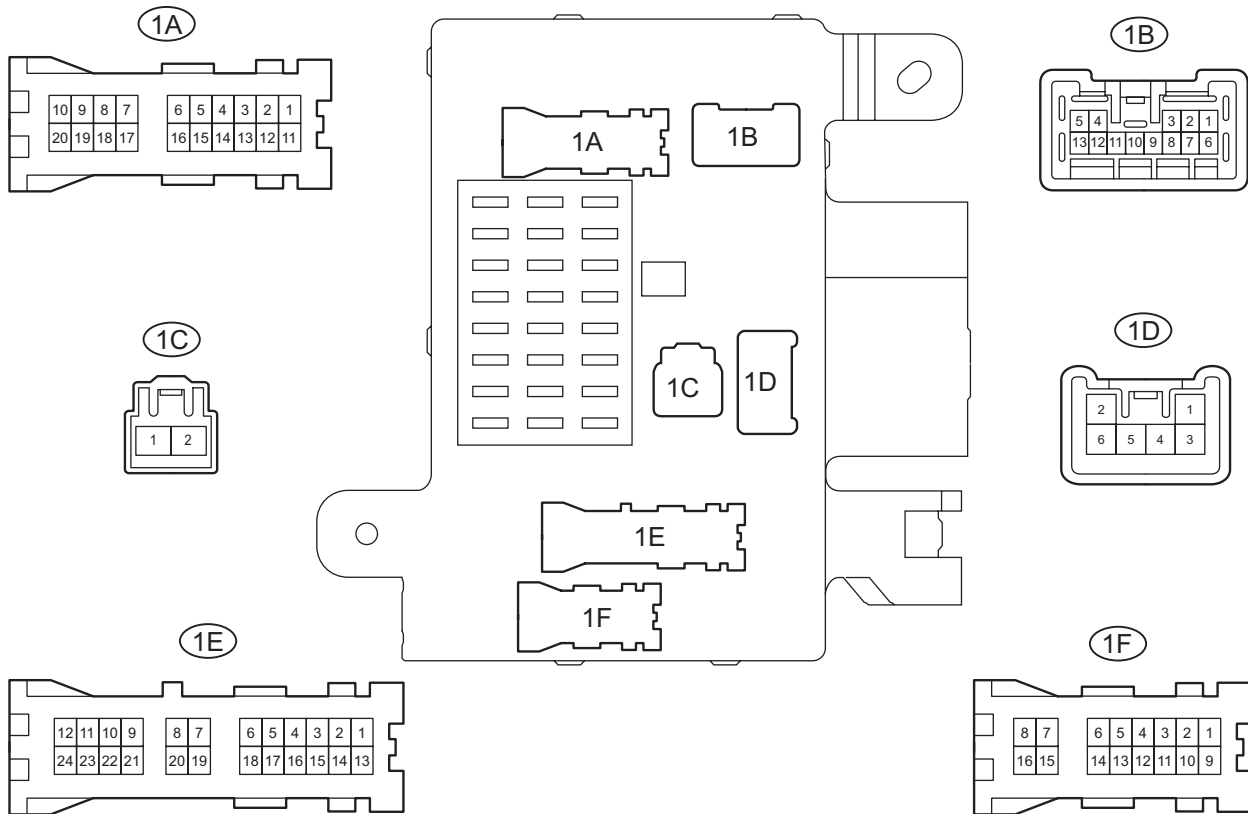 1A
10 9 8 7 6 5 4 3 2 1
20 19 18 17 16 15 14 13 12 11
1B
5 4 3 2 1
13 12 11 10 9 8 7 6
1A
1B
1C
1D
1E
1F
1C
1 2
1D
2 1
6 5 4 3
1E
12 11 10 9 8 7 6 5 4 3 2 1
24 23 22 21 20 19 18 17 16 15 14 13
1F
8 7 6 5 4 3 2 1
16 15 14 13 12 11 10 9